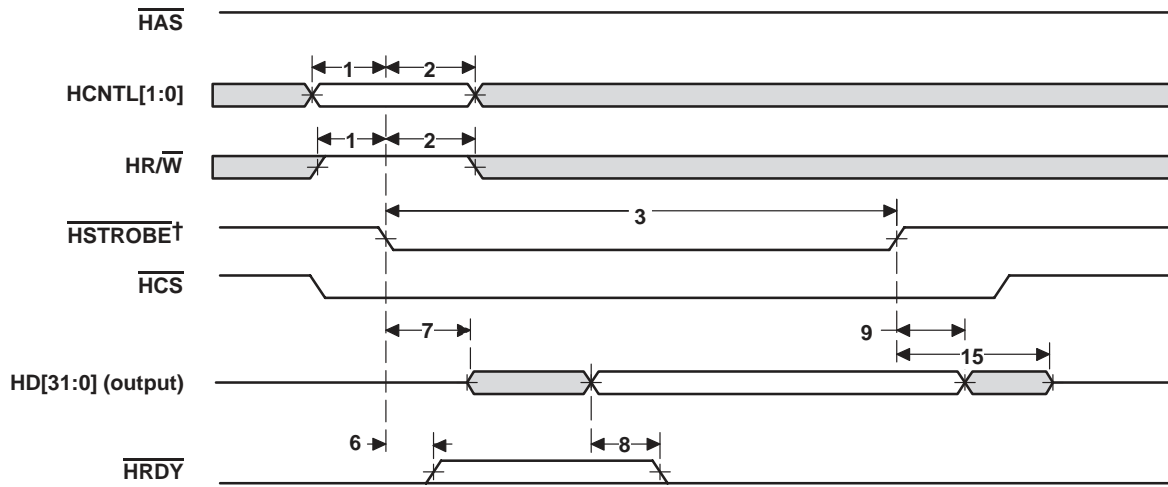 HAS
1 2
HCNTL[1:0]
1 2
HR/W
3
HSTROBE†
HCS
7 9
15
HD[31:0] (output)
6 8
HRDY